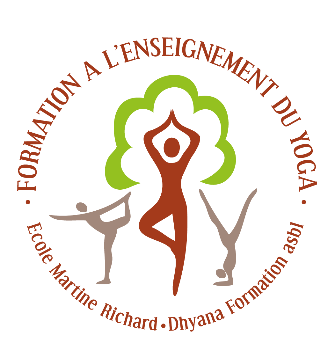 • FORMATION A L'ENSEIGNEMENT DU YOGA •
Ecole Martine Richard • Dhyana Formation asbl